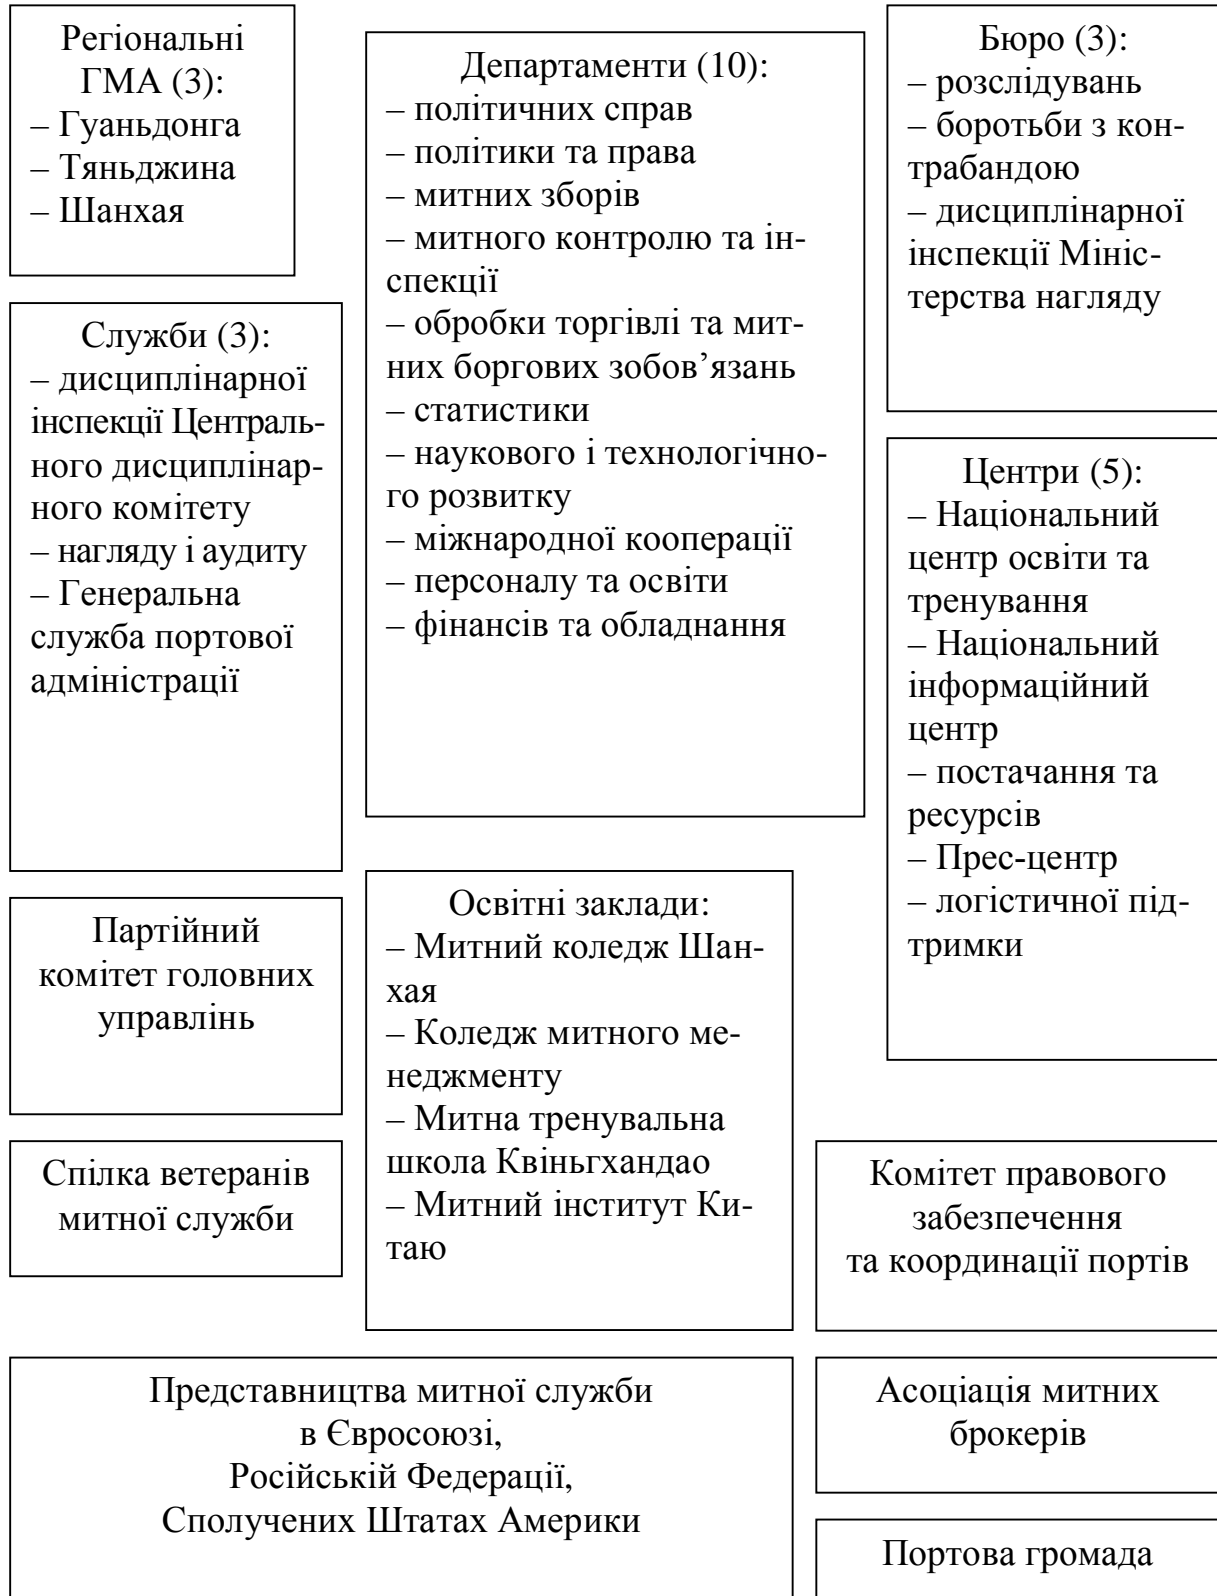 Регіональні
ГМА (3):
– Гуаньдонга
– Тяньджина
– Шанхая
Служби (3):
– дисциплінарної
інспекції Централь-
ного дисциплінар-
ного комітету
– нагляду і аудиту
– Генеральна
служба портової
адміністрації
Партійний
комітет головних
управлінь
Спілка ветеранів
митної служби
Департаменти (10):
– політичних справ
– політики та права
– митних зборів
– митного контролю та ін-
спекції
– обробки торгівлі та мит-
них боргових зобов’язань
– статистики
– наукового і технологічно-
го розвитку
– міжнародної кооперації
– персоналу та освіти
– фінансів та обладнання
Освітні заклади:
– Митний коледж Шан-
хая
– Коледж митного ме-
неджменту
– Митна тренувальна
школа Квіньгхандао
– Митний інститут Ки-
таю
Бюро (3):
– розслідувань
– боротьби з кон-
трабандою
– дисциплінарної
інспекції Мініс-
терства нагляду
Центри (5):
– Національний
центр освіти та
тренування
– Національний
інформаційний
центр
– постачання та
ресурсів
– Прес-центр
– логістичної під-
тримки
Комітет правового
забезпечення
та координації портів
Представництва митної служби
в Євросоюзі,
Російській Федерації,
Сполучених Штатах Америки
Асоціація митних
брокерів
Портова громада